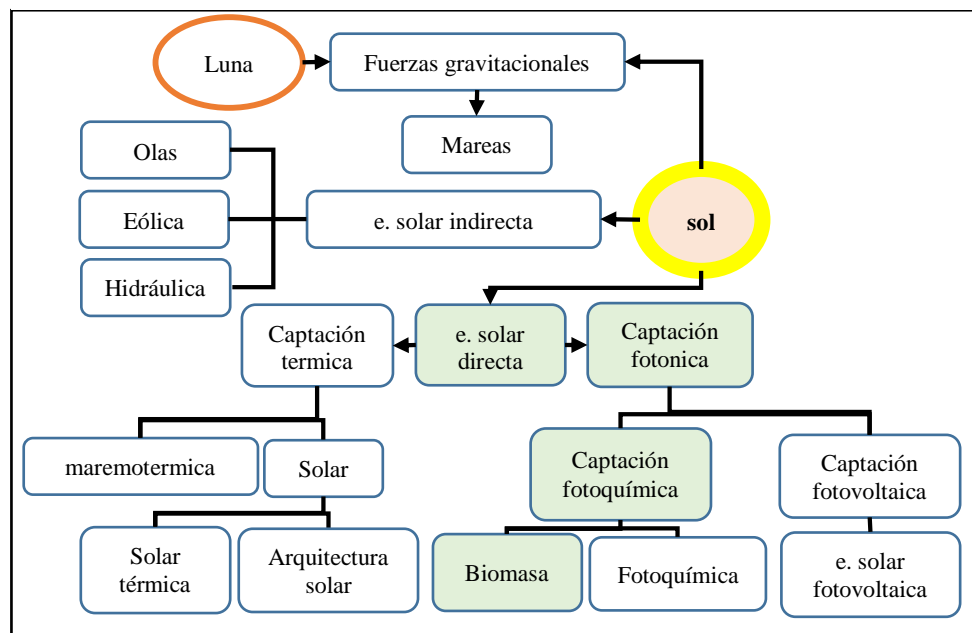 Luna
Fuerzas gravitacionales
Mareas
Olas
Eólica
e. solar indirecta
sol
Hidráulica
Captación
termica
e. solar
directa
Captación
fotonica
maremotermica
Solar
Captación
fotoquímica
Captación
fotovoltaica
Solar
térmica
Arquitectura
solar
Biomasa
Fotoquímica
e. solar
fotovoltaica